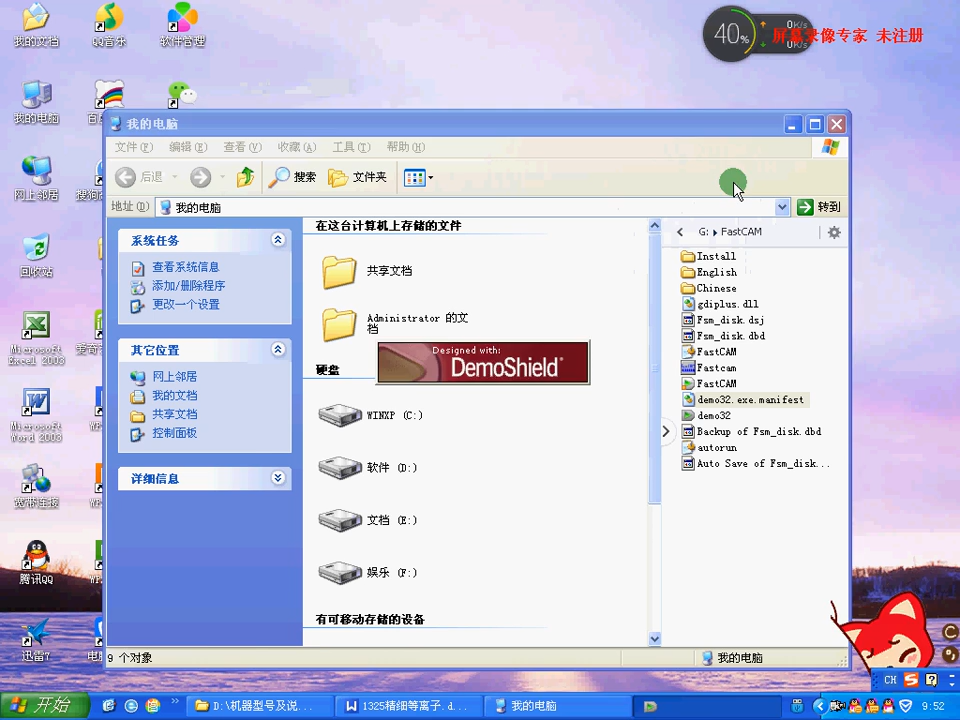 我的文档
QQ音乐
软件管理
40%
0K/s
0K/s
屏幕录像专家 未注册
我的电脑
网上邻居
回收站
Microsoft Excel 2003
Microsoft Word 2003
宽带连接
腾讯QQ
迅雷7
我的电脑
文件(F)
编辑(E)
查看(V)
收藏(A)
工具(T)
帮助(H)
后退
搜索
文件夹
地址(D)
我的电脑
转到
系统任务
查看系统信息
添加/删除程序
更改一个设置
其它位置
网上邻居
我的文档
共享文档
控制面板
详细信息
在这台计算机上存储的文件
共享文档
Administrator 的文
档
Designed with:
DemoShield®
硬盘
WINXP (C:)
软件 (D:)
文档 (E:)
娱乐 (F:)
有可移动存储的设备
G: FastCAM
Install
English
Chinese
gdiplus.dll
Fsm_disk.dsj
Fsm_disk.dbd
FastCAM
Fastcam
FastCAM
demo32.exe.manifest
demo32
Backup of Fsm_disk.dbd
autorun
Auto Save of Fsm_disk...
9 个对象
我的电脑
CH
开始
D:\机器型号及说...
1325精细等离子.d...
我的电脑
9:52